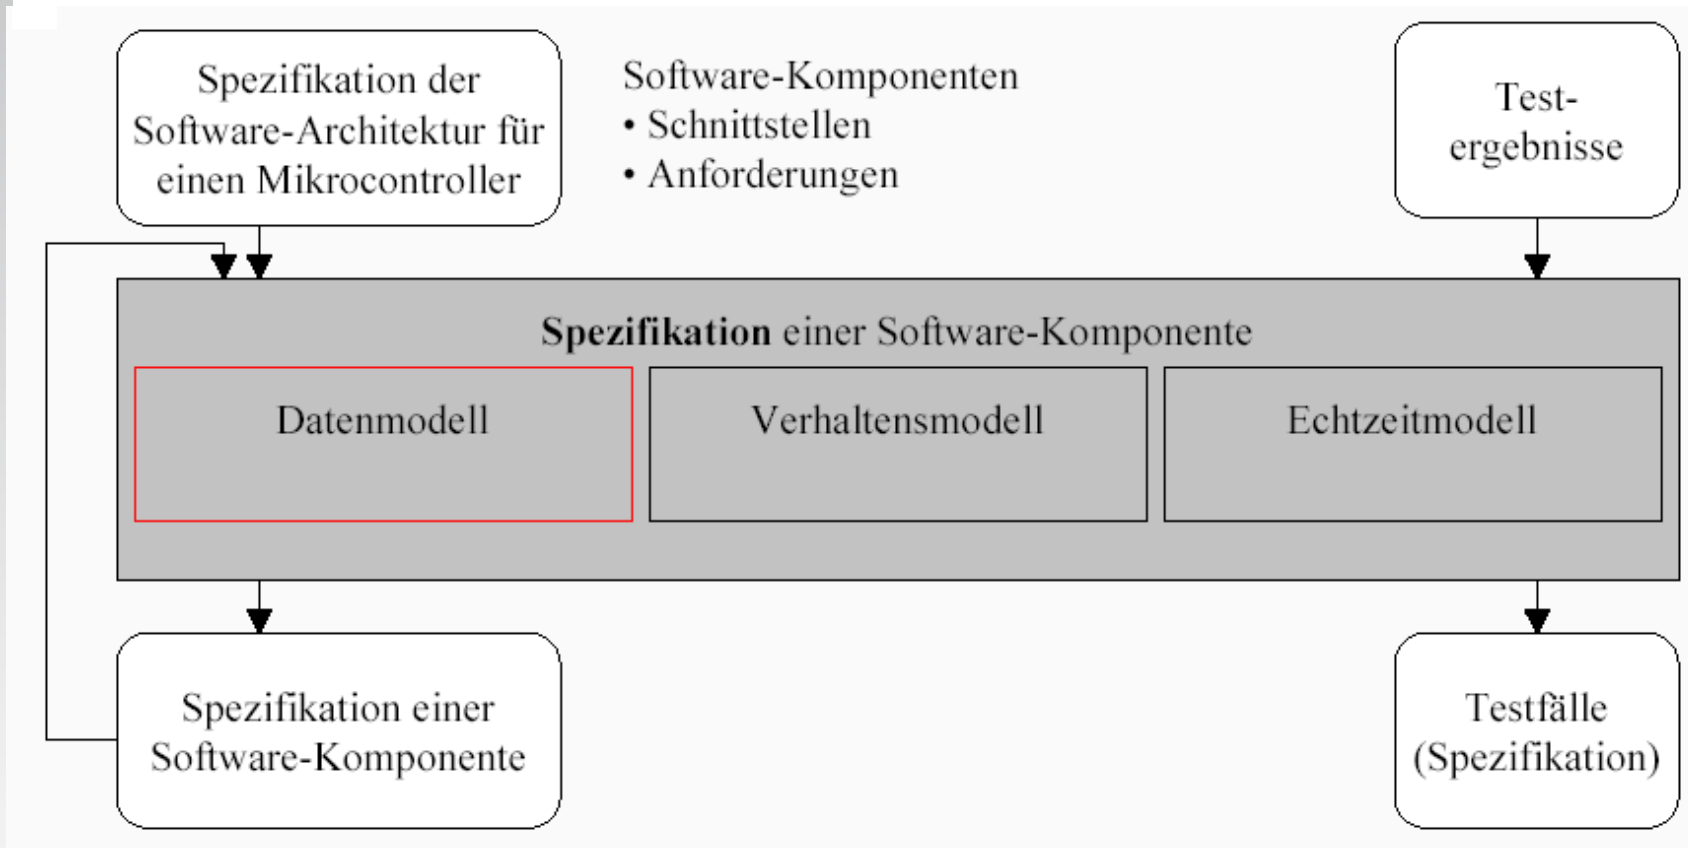 Spezifikation der
Software-Architektur für
einen Mikrocontroller
Software-Komponenten
• Schnittstellen
• Anforderungen
Test-
ergebnisse
Spezifikation einer Software-Komponente
Datenmodell
Verhaltensmodell
Echtzeitmodell
Spezifikation einer
Software-Komponente
Testfälle
(Spezifikation)